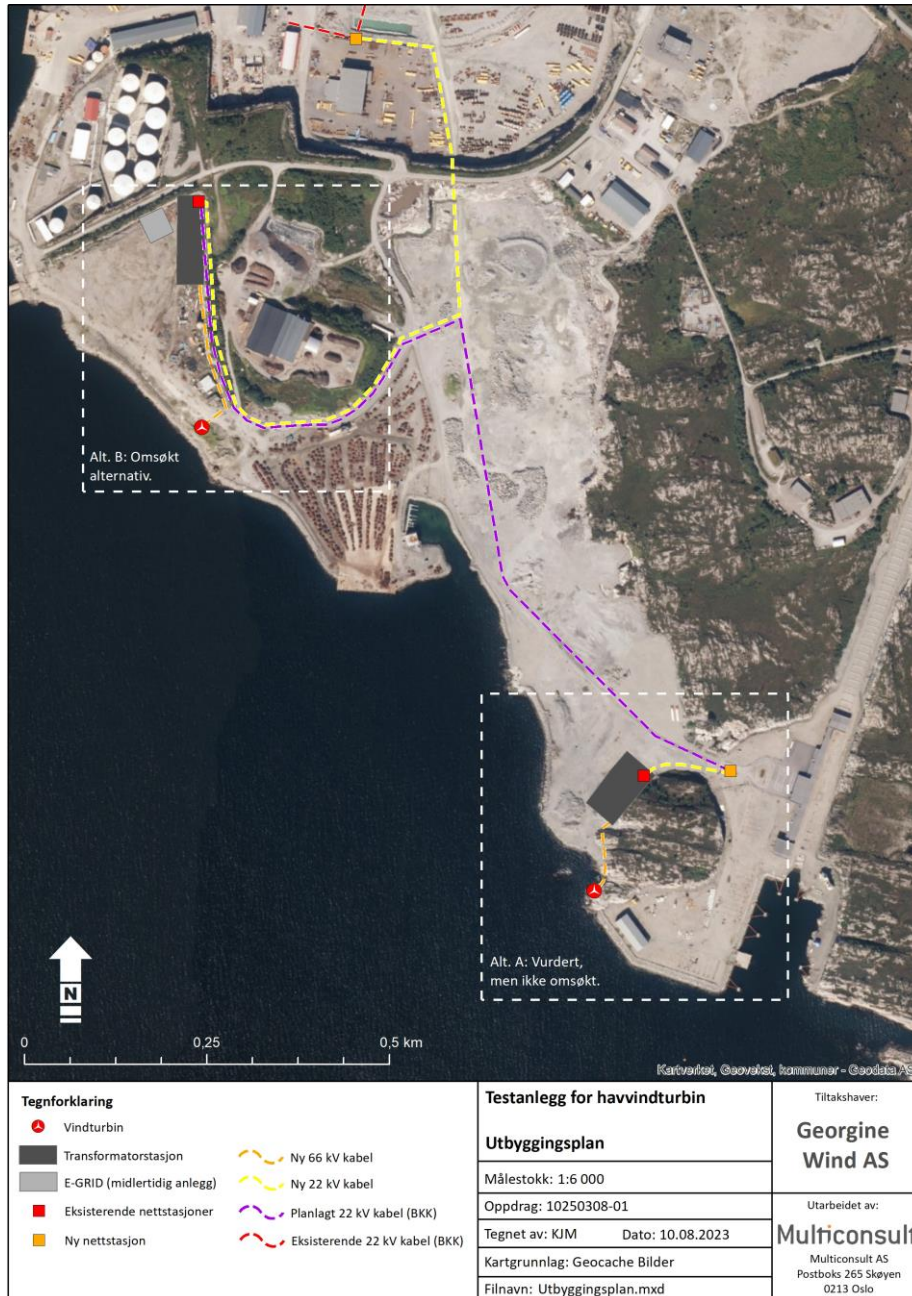 Alt. B: Omsøkt
alternativ.
Alt. A: Vurdert,
men ikke omsøkt.
N
0 0,25 0,5 km
Kartverket, Geovekst, kommuner - Geodata AS
Tegnforklaring
Vindturbin
Transformatorstasjon
E-GRID (midlertidig anlegg)
Eksisterende nettstasjoner
Ny nettstasjon
Ny 66 kV kabel
Ny 22 kV kabel
Planlagt 22 kV kabel (BKK)
Eksisterende 22 kV kabel (BKK)
Testanlegg for havvindturbin
Utbyggingsplan
Målestokk: 1:6 000
Oppdrag: 10250308-01
Tegnet av: KJM Dato: 10.08.2023
Kartgrunnlag: Geocache Bilder
Filnavn: Utbyggingsplan.mxd
Tiltakshaver:
Georgine
Wind AS
Utarbeidet av:
Multiconsult
Multiconsult AS
Postboks 265 Skøyen
0213 Oslo